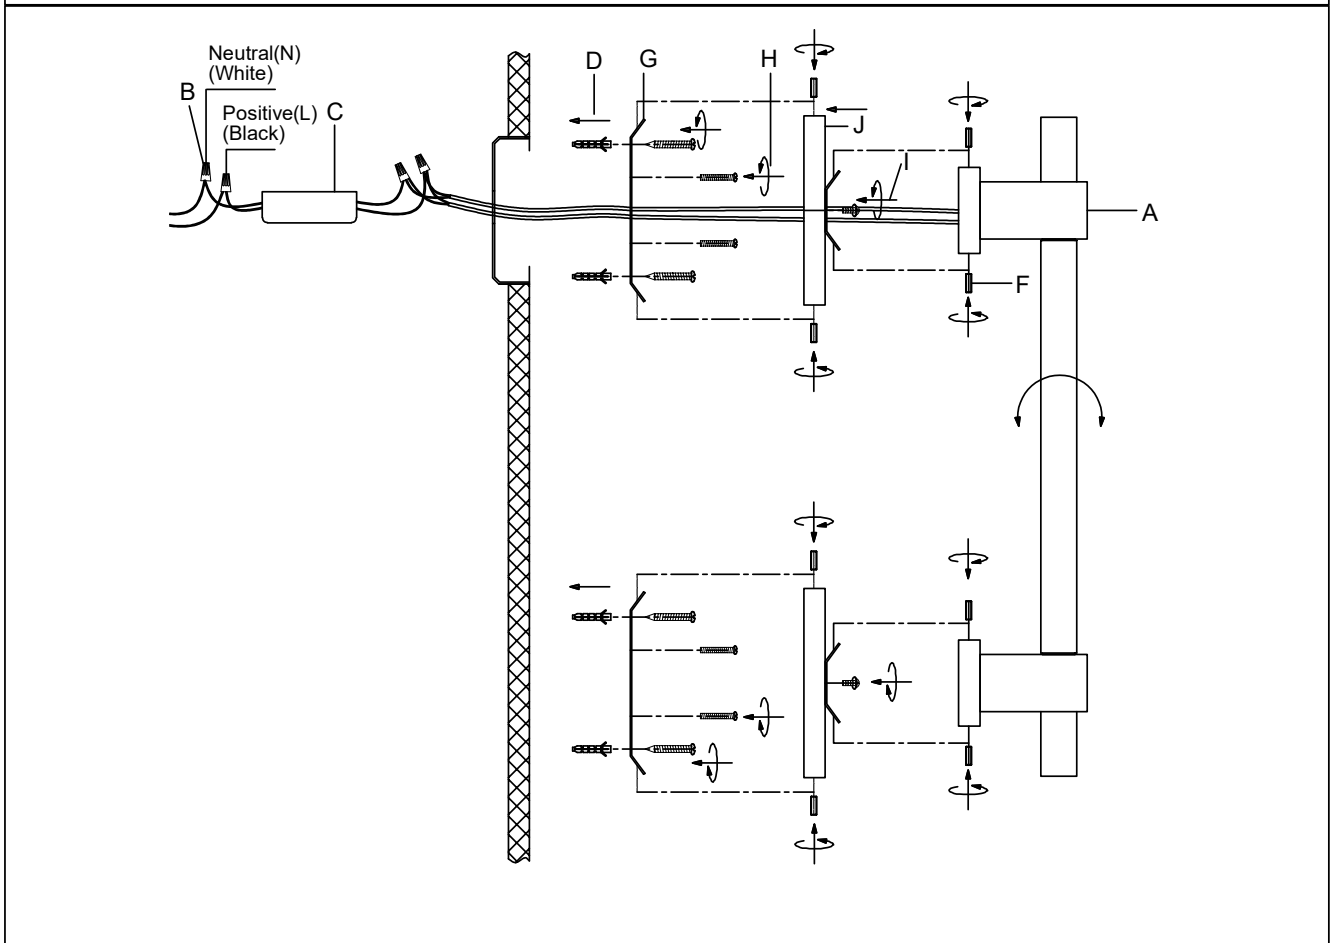 Neutral(N)
(White)
B
Positive(L)
(Black)
C
D
G
H
J
I
A
F